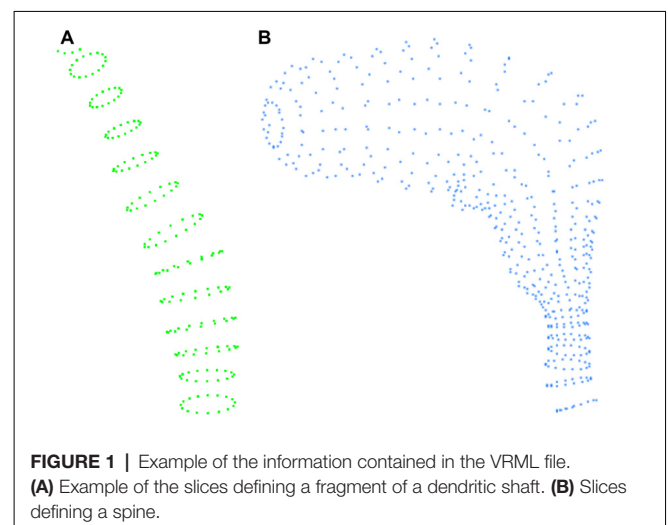 A
B
FIGURE 1 | Example of the information contained in the VRML file.
(A) Example of the slices defining a fragment of a dendritic shaft. (B) Slices
defining a spine.